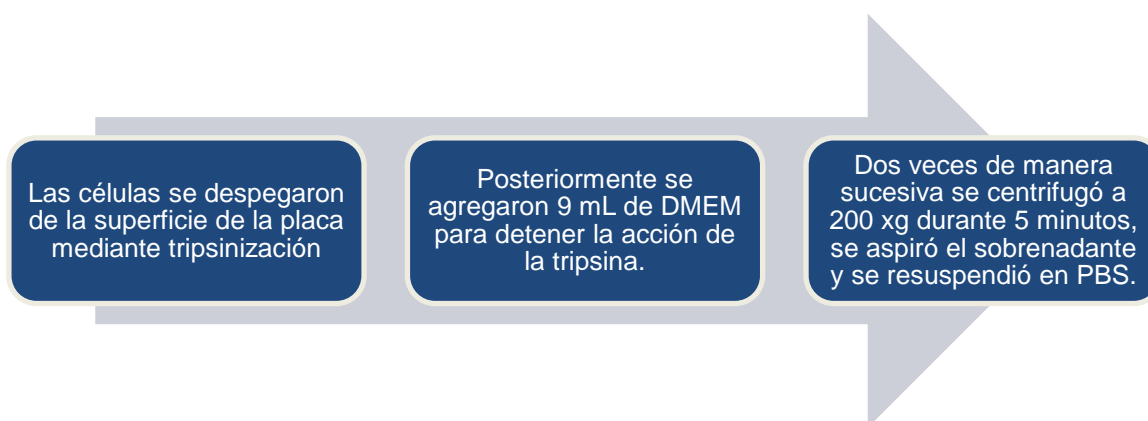 Las células se despegaron
de la superficie de la placa
mediante tripsinización
Posteriormente se
agregaron 9 mL de DMEM
para detener la acción de
la tripsina.
Dos veces de manera
sucesiva se centrifugó a
200 xg durante 5 minutos,
se aspiró el sobrenadante
y se resuspendió en PBS.